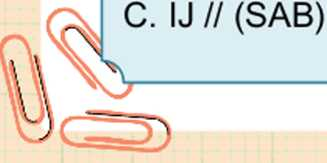 C. IJ // (SAB)